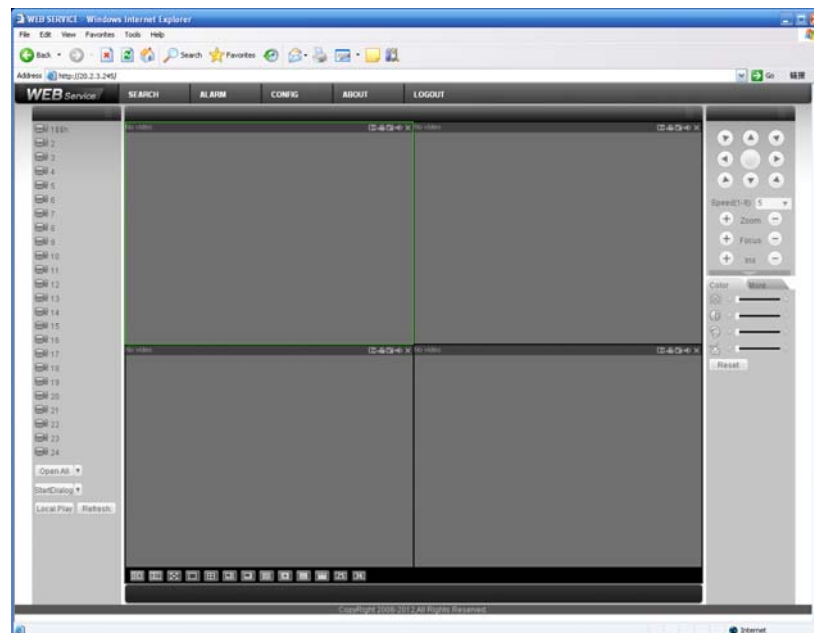 WEB SERVICE - Windows Internet Explorer
File Edit View Favorites Tools Help
Back Search Favorites
Address http://20.2.3.245/ Go 链接
WEB Service SEARCH ALARM CONFIG ABOUT LOGOUT
No video
No video
2
3
4
5
6
7
8
9
10
11
12
13
14
15
16
17
18
19
20
21
22
23
24
Open All
StartDialog
Local Play Refresh
No video
No video
Speed(1-8) 5
Zoom
Focus
Iris
Color More
Reset
CopyRight 2008-2012,All Rights Reserved.
Internet